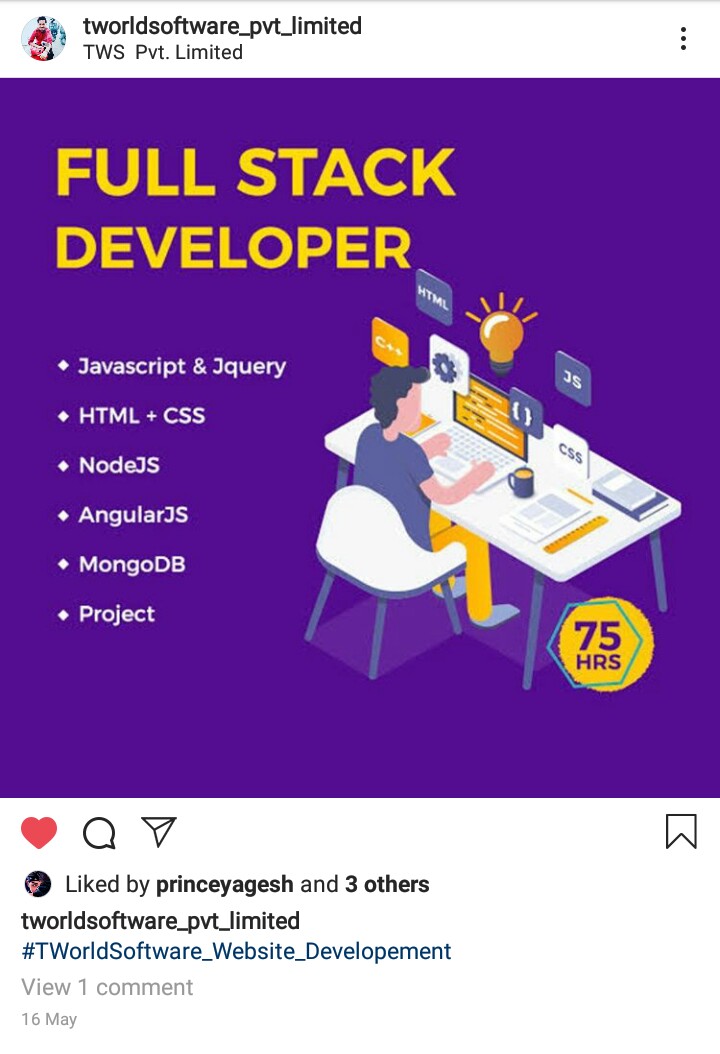 tworldsoftware_pvt_limited
TWS Pvt. Limited
FULL STACK
DEVELOPER
HTML
C++
JS
{ }
CSS
Javascript & Jquery
HTML + CSS
NodeJS
AngularJS
MongoDB
Project
75
HRS
Liked by princeyagesh and 3 others
tworldsoftware_pvt_limited
#TWorldSoftware_Website_Developement
View 1 comment
16 May